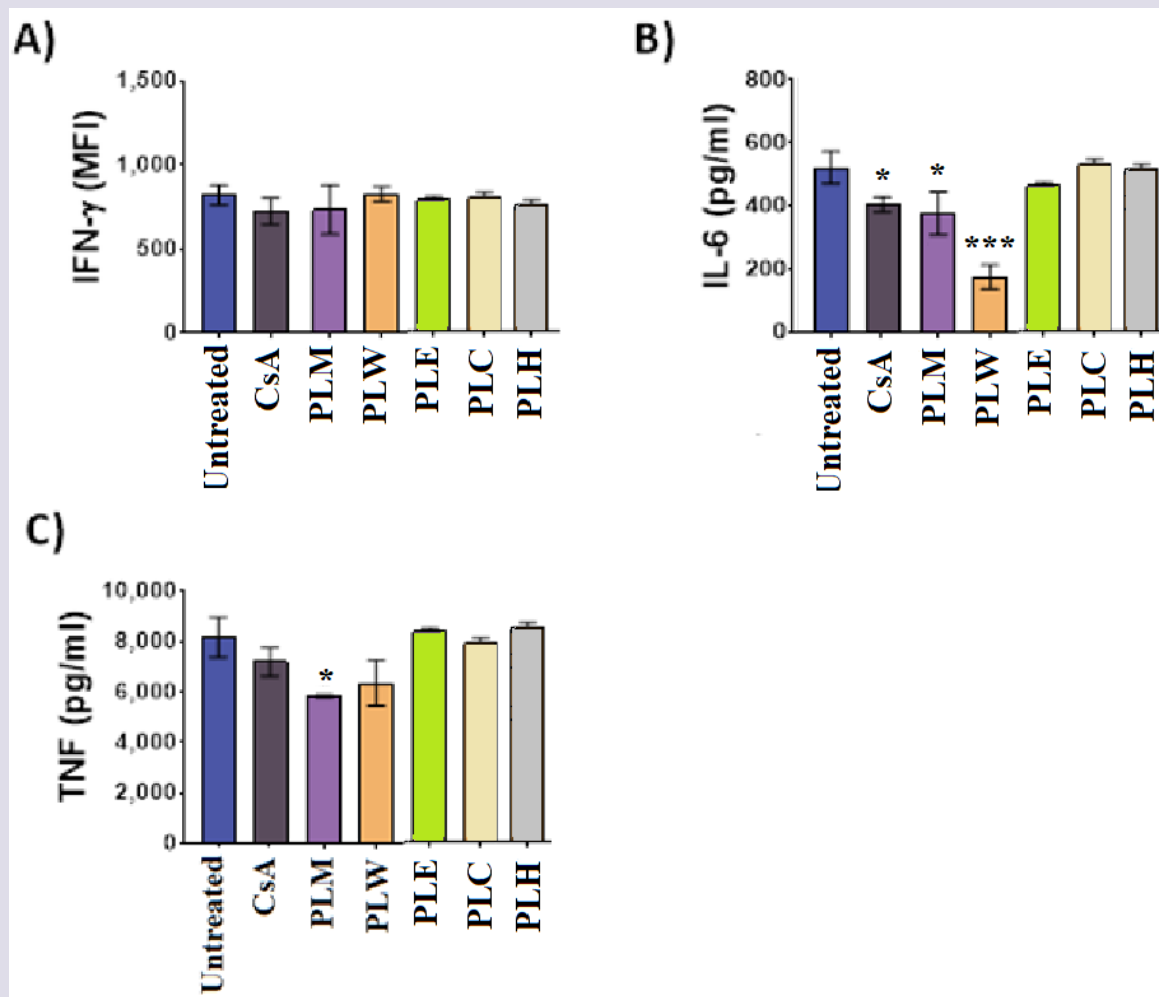 A)
IFN-γ (MFI)
1,500
1,000
500
0
Untreated
CsA
PLM
PLW
PLE
PLC
PLH
B)
IL-6 (pg/ml)
800
600
400
200
0
*
*
***
Untreated
CsA
PLM
PLW
PLE
PLC
PLH
C)
TNF (pg/ml)
10,000
8,000
6,000
4,000
2,000
0
*
Untreated
CsA
PLM
PLW
PLE
PLC
PLH